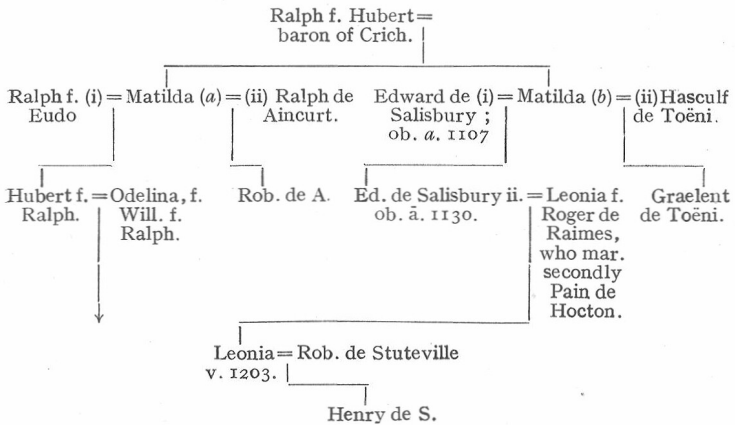 Ralph f. Hubert=
baron of Crich.
Ralph f. (i) = Matilda (a) = (ii) Ralph de
Eudo
Aincurt.
Edward de (i) = Matilda (b) = (ii) Hasculf
Salisbury ;
ob. a. 1107
de Toëni.
Hubert f. = Odelina, f.
Ralph.
Will. f.
Ralph.
Rob. de A.
Ed. de Salisbury ii. = Leonia f.
ob. ā. 1130.
Roger de
Raimes,
who mar.
secondly
Pain de
Hocton.
Graelent
de Toëni.
Leonia = Rob. de Stuteville
v. 1203.
Henry de S.